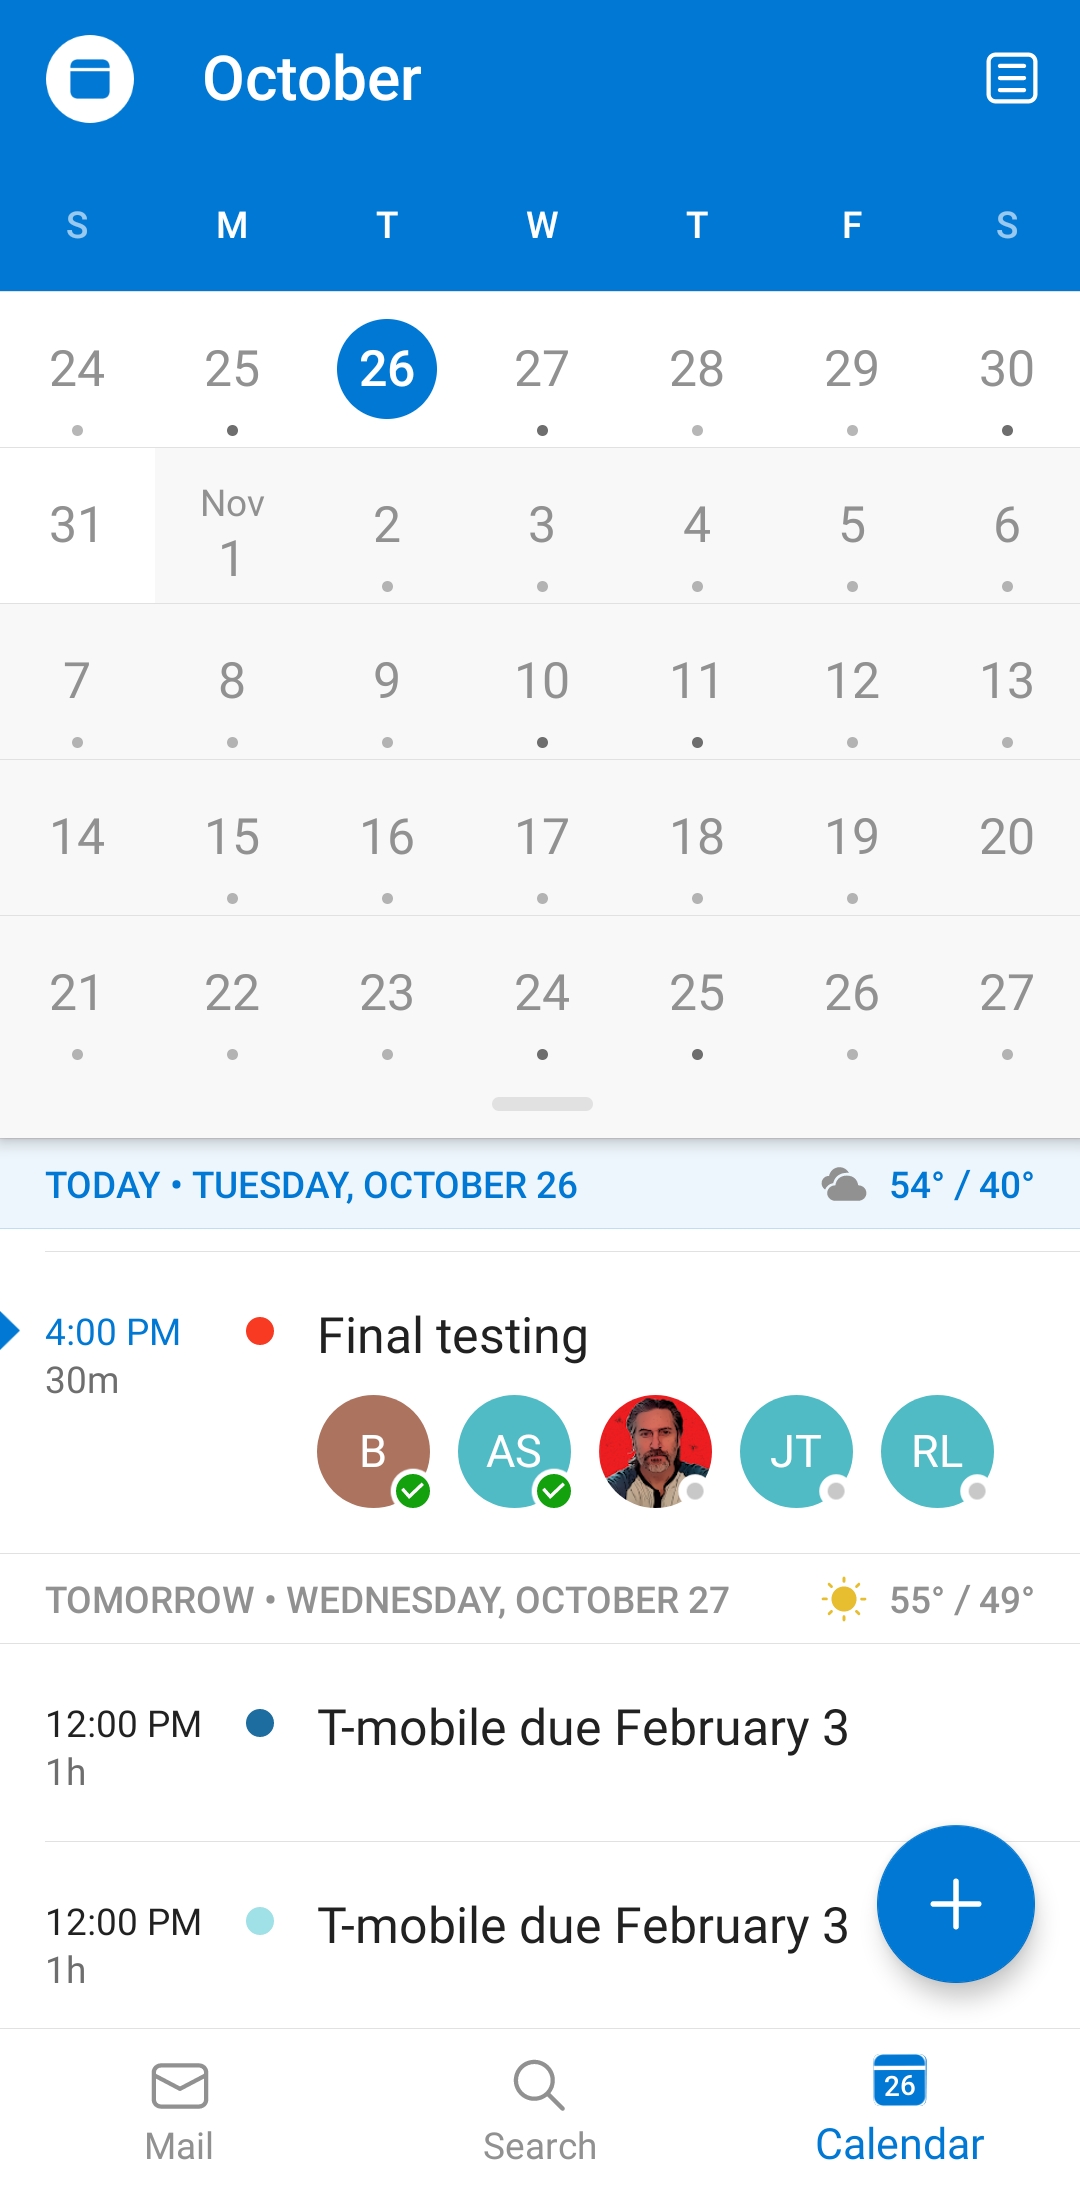 October
S M T W T F S
24 25 26 27 28 29 30
31 Nov 1 2 3 4 5 6
7 8 9 10 11 12 13
14 15 16 17 18 19 20
21 22 23 24 25 26 27
TODAY • TUESDAY, OCTOBER 26 54° / 40°
4:00 PM Final testing
30m
B AS JT RL
TOMORROW • WEDNESDAY, OCTOBER 27 55° / 49°
12:00 PM T-mobile due February 3
1h
12:00 PM T-mobile due February 3
1h
26
Mail Search Calendar